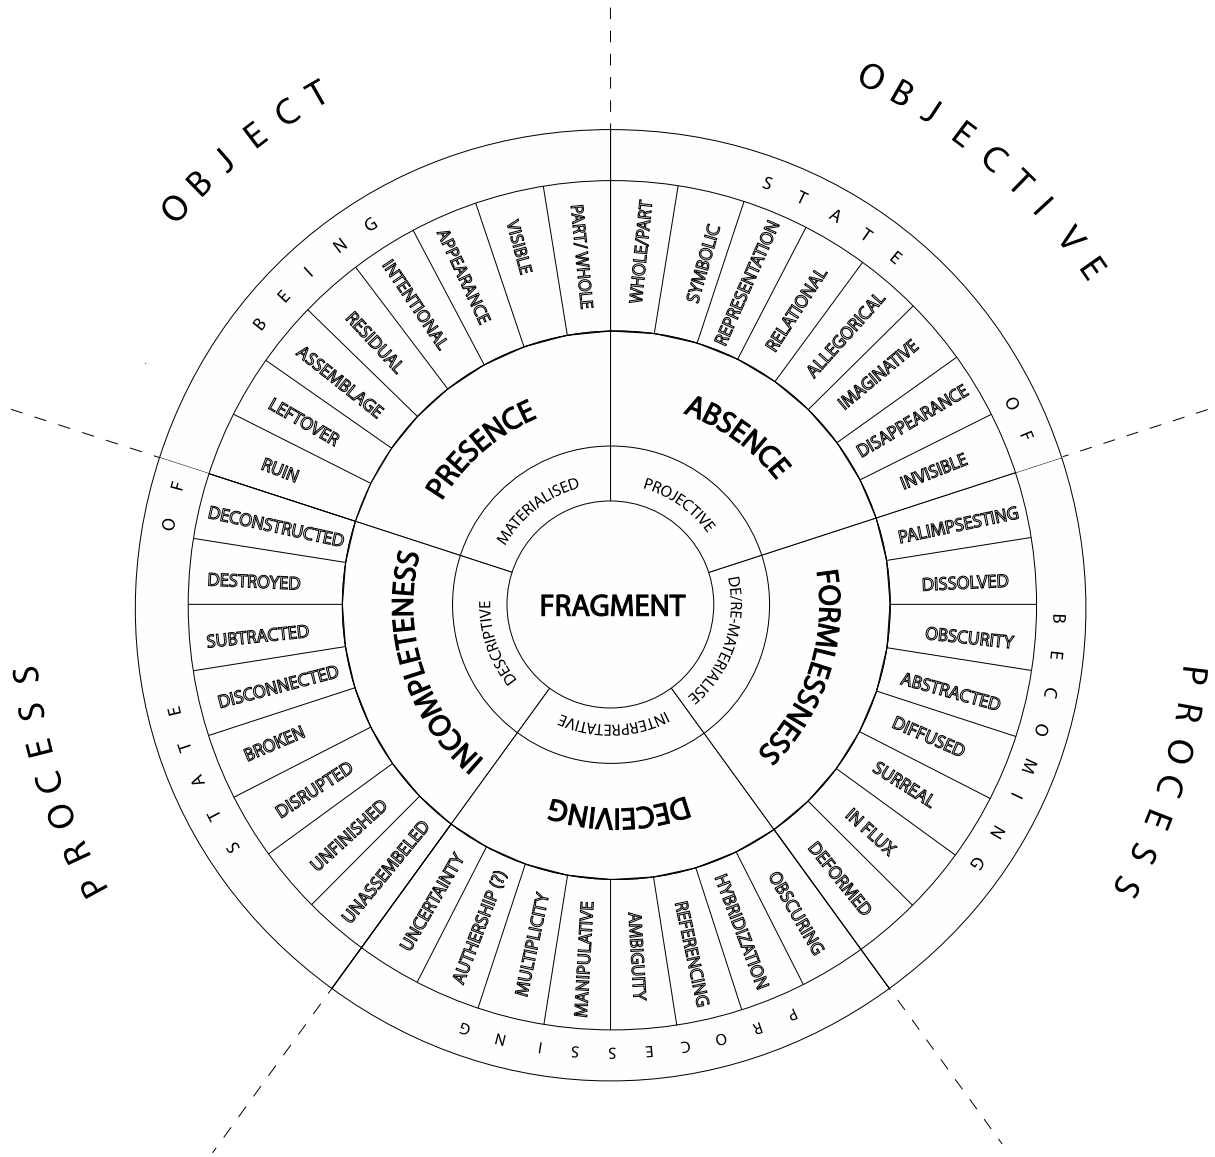 OBJECT
OBJECTIVE
PROCESS
PROCESS
STATE OF BEING
STATE OF
BECOMING
PROCESSING
PART/WHOLE
VISIBLE
APPEARANCE
INTENTIONAL
RESIDUAL
ASSEMBLAGE
LEFTOVER
RUIN
WHOLE/PART
SYMBOLIC
REPRESENTATION
RELATIONAL
ALLEGORICAL
IMAGINATIVE
DISAPPEARANCE
INVISIBLE
PALIMPSESTING
DISSOLVED
OBSCURITY
ABSTRACTED
DIFFUSED
SURREAL
IN FLUX
DEFORMED
OBSCURING
HYBRIDIZATION
REFERENCING
AMBIGUITY
MANIPULATIVE
MULTIPLICITY
AUTHERSHIP (?)
UNCERTAINTY
UNASSEMBELED
UNFINISHED
DISRUPTED
BROKEN
DISCONNECTED
SUBTRACTED
DESTROYED
DECONSTRUCTED
PRESENCE
ABSENCE
FORMLESSNESS
DECEIVING
INCOMPLETENESS
MATERIALISED
PROJECTIVE
DE/RE-MATERIALISE
INTERPRETATIVE
DESCRIPTIVE
FRAGMENT